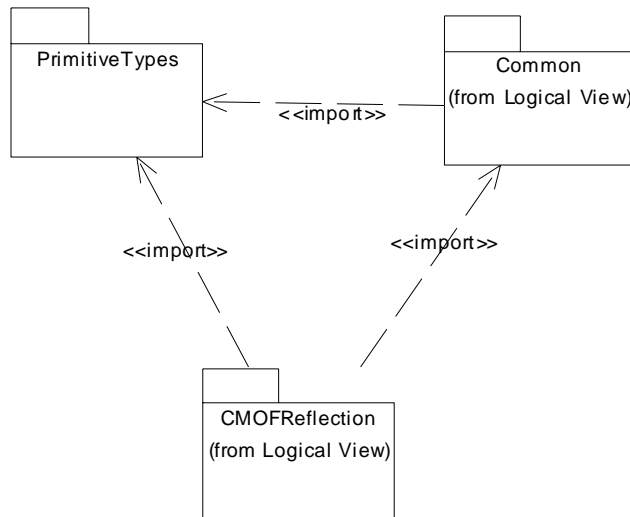 PrimitiveTypes
Common
(from Logical View)
<<import>>
<<import>>
<<import>>
CMOFReflection
(from Logical View)